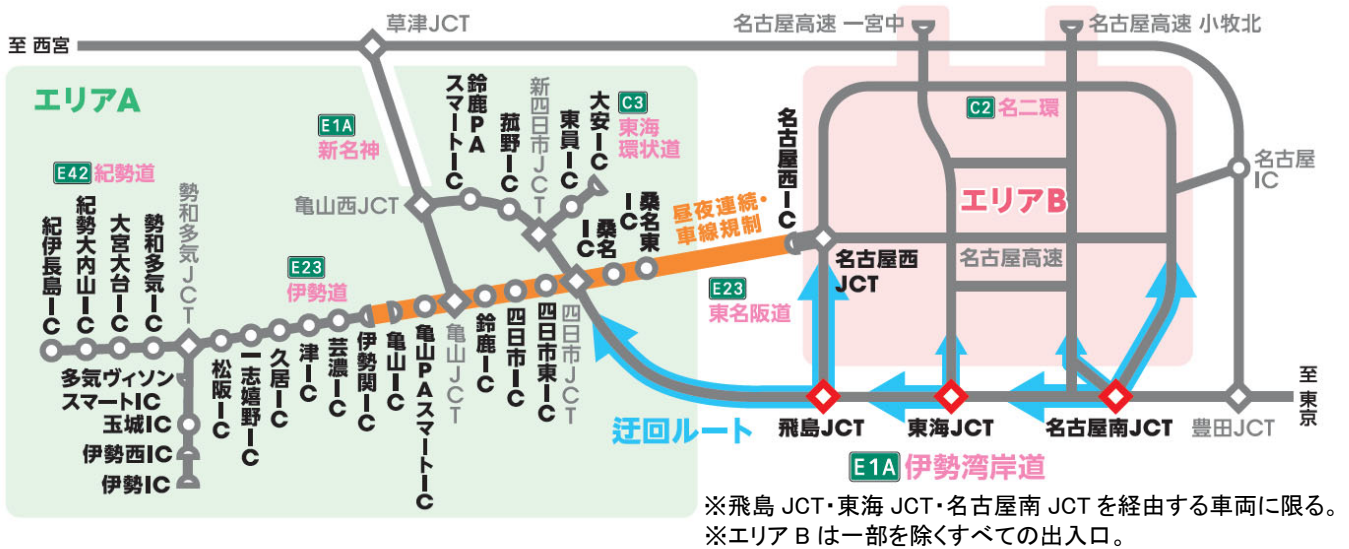 草津JCT
名古屋高速 一宮中
名古屋高速 小牧北
至 西宮
エリアA
E1A
新名神
鈴鹿PA
スマートIC
菰野IC
新四日市JCT
東員IC
大安IC
C3
東海
環状道
名古屋西IC
C2 名二環
名古屋
IC
E42 紀勢道
亀山西JCT
桑名
IC
桑名東
IC
昼夜連続・
車線規制
エリアB
紀伊長島IC
紀勢大内山IC
大宮大台IC
勢和多気IC
勢和多気JCT
E23
伊勢道
名古屋西
JCT
名古屋高速
E23
東名阪道
多気ヴィソン
スマートIC
玉城IC
伊勢西IC
伊勢IC
松阪IC
一志嬉野IC
久居IC
津IC
芸濃IC
伊勢関IC
亀山IC
亀山PAスマートIC
亀山JCT
鈴鹿IC
四日市IC
四日市東IC
四日市JCT
迂回ルート
飛島JCT
東海JCT
名古屋南JCT
豊田JCT
至 東京
E1A 伊勢湾岸道
※飛島 JCT・東海 JCT・名古屋南 JCT を経由する車両に限る。
※エリア B は一部を除くすべての出入口。